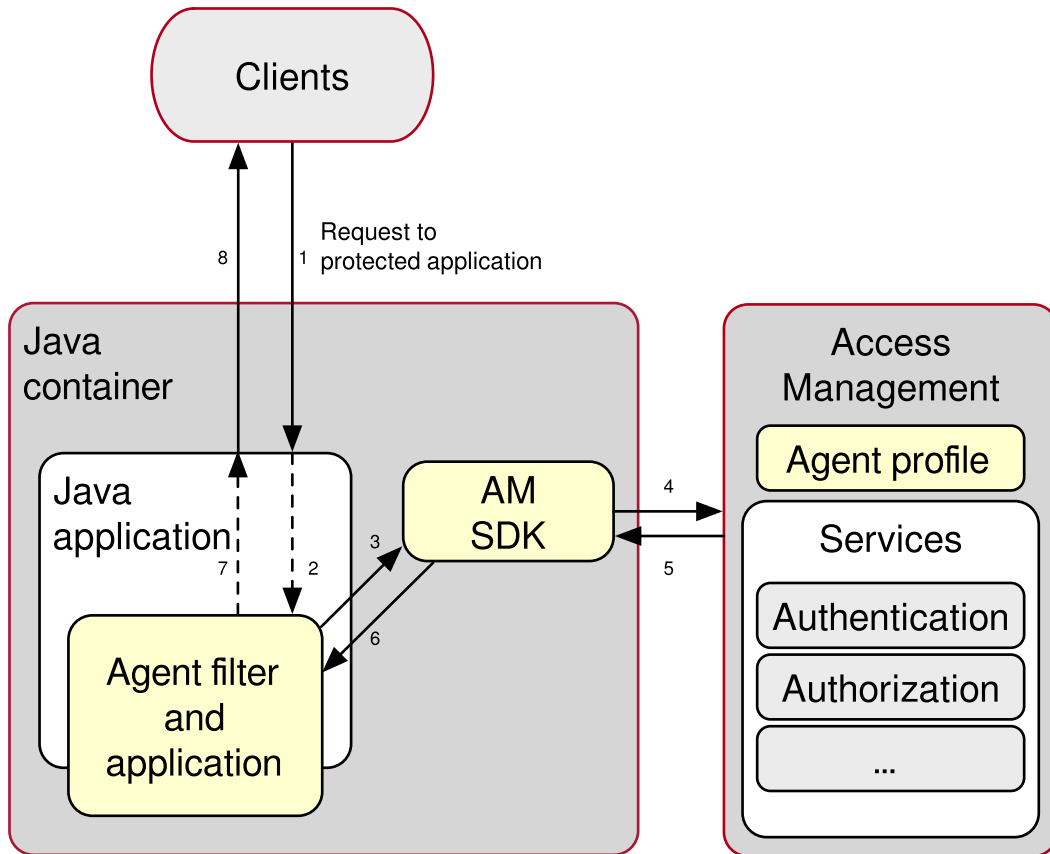 Clients
8
1
Request to
protected application
Java
container
Java
application
7
2
3
6
AM
SDK
4
5
Agent filter
and
application
Access
Management
Agent profile
Services
Authentication
Authorization
...